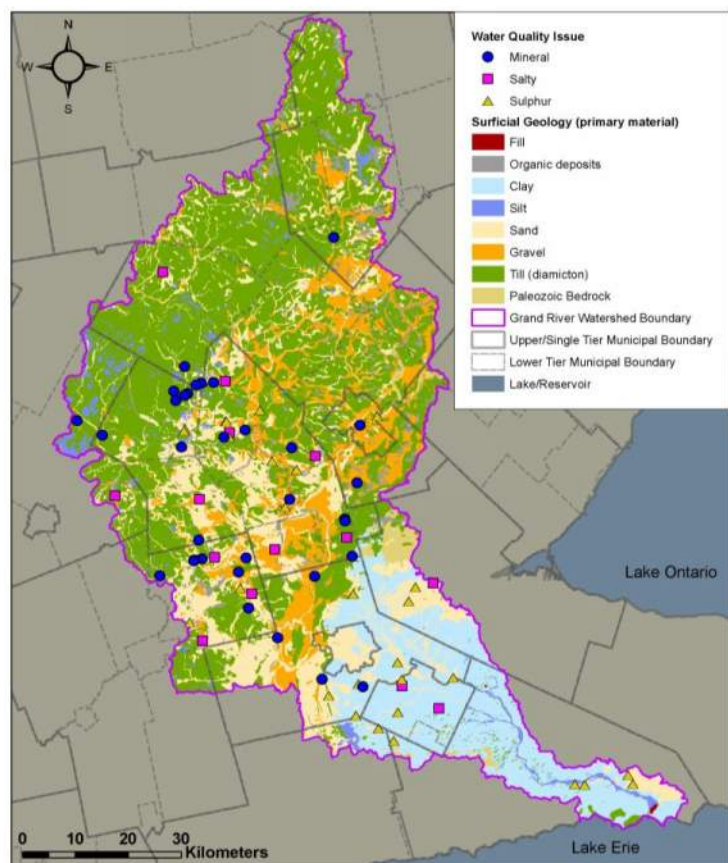 N
W E
S
Water Quality Issue
Mineral
Salty
Sulphur
Surficial Geology (primary material)
Fill
Organic deposits
Clay
Silt
Sand
Gravel
Till (diamicton)
Paleozoic Bedrock
Grand River Watershed Boundary
Upper/Single Tier Municipal Boundary
Lower Tier Municipal Boundary
Lake/Reservoir
Lake Ontario
Lake Erie
0 5 10 20 30
Kilometers